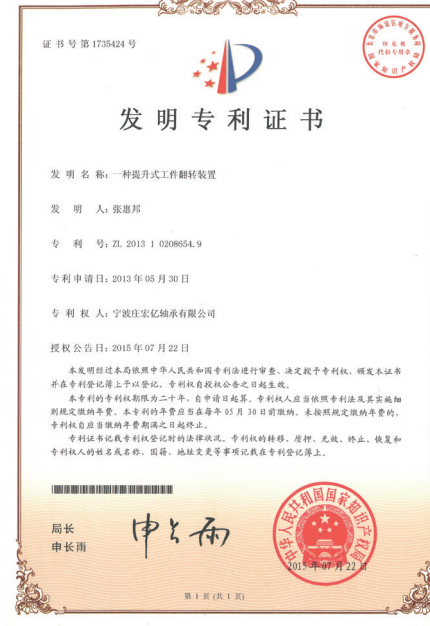 证书号第1735424号
发明专利证书
发明名称：一种提升式工件翻转装置
发明人：张惠邦
专利号：ZL 2013 1 0208654.9
专利申请日：2013年05月30日
专利权人：宁波庄宏亿轴承有限公司
授权公告日：2015年07月22日
本发明经过本局依照中华人民共和国专利法进行审查，决定授予专利权，颁发本证书
并在专利登记簿上予以登记。专利权自授权公告之日起生效。
本专利的专利权期限为二十年，自申请日起算。专利权人应当依照专利法及其实施细
则规定缴纳年费。本专利的年费应当在每年05月30日前缴纳。未按照规定缴纳年费的，
专利权自应当缴纳年费期满之日起终止。
专利证书记载专利权登记时的法律状况。专利权的转移、质押、无效、终止、恢复和
专利权人的姓名或名称、国籍、地址变更等事项记载在专利登记簿上。
局长
申长雨
申长雨
中华人民共和国国家知识产权局
2015年07月22日
第1页（共1页）